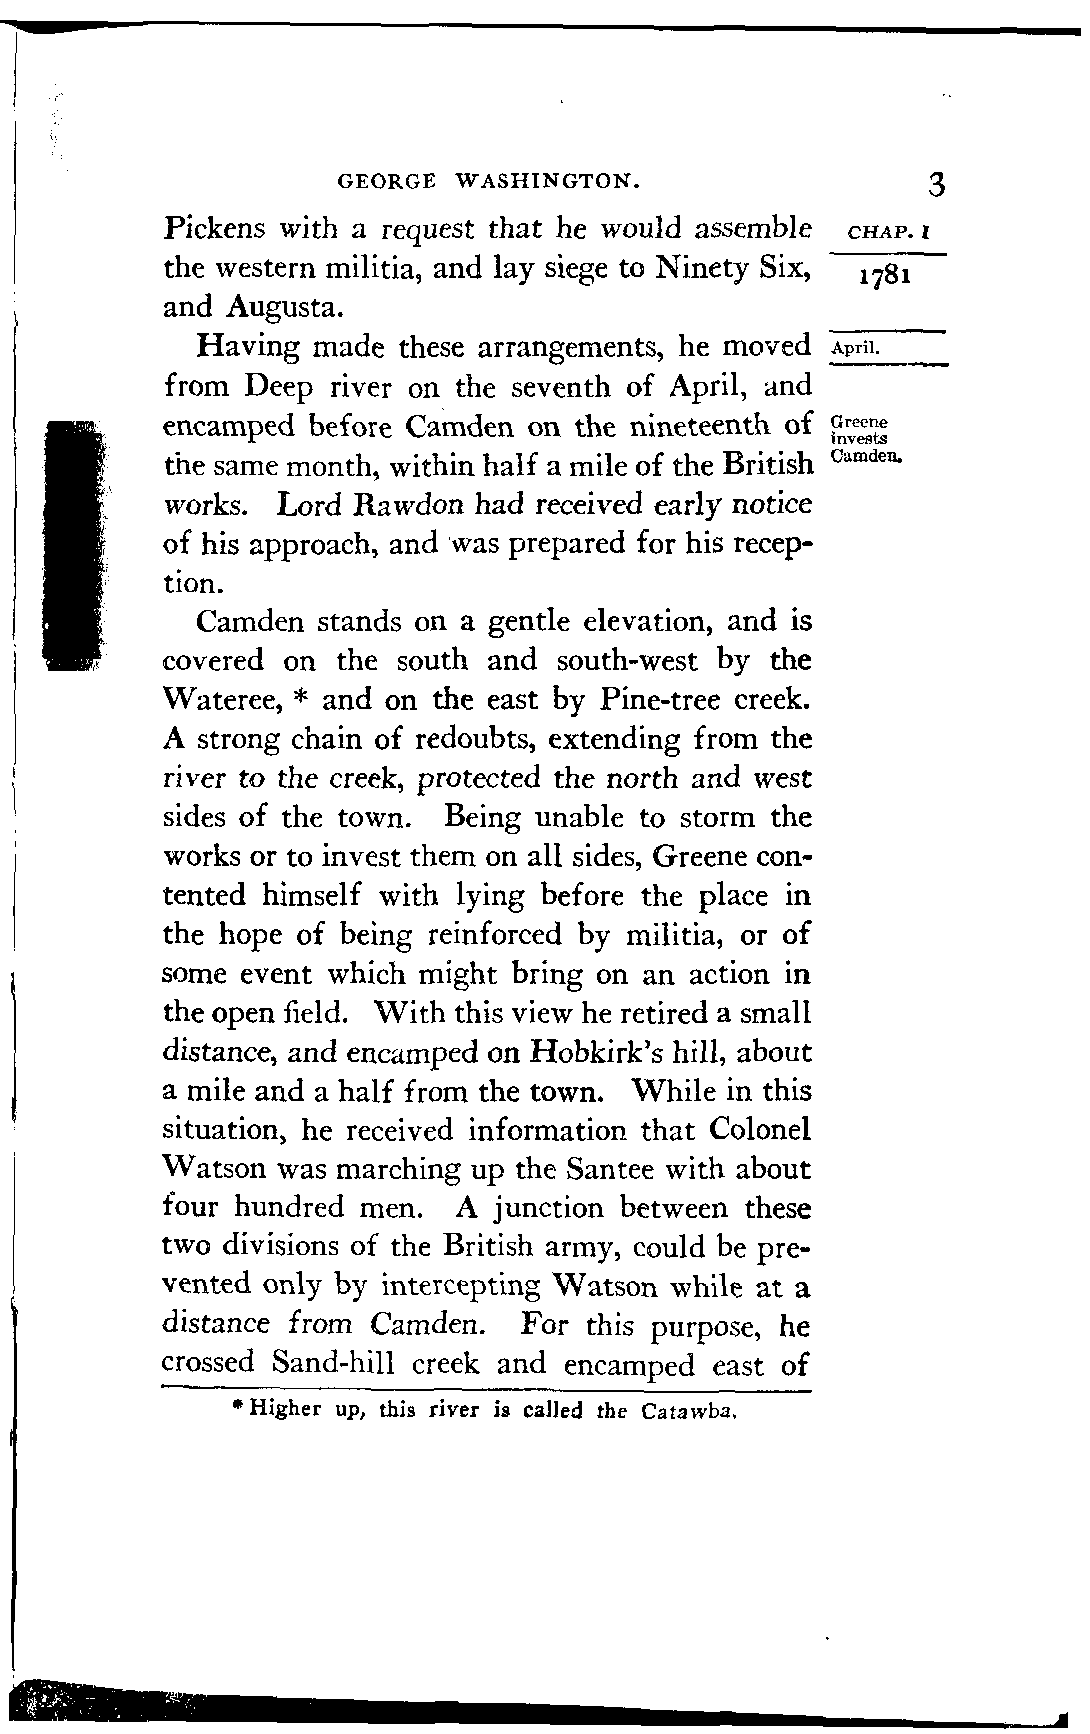 GEORGE WASHINGTON. 3
Pickens with a request that he would assemble
the western militia, and lay siege to Ninety Six,
and Augusta.
CHAP. I
1781
Having made these arrangements, he moved
from Deep river on the seventh of April, and
encamped before Camden on the nineteenth of
the same month, within half a mile of the British
works. Lord Rawdon had received early notice
of his approach, and was prepared for his recep-
tion.
April.
Greene
invests
Camden.
Camden stands on a gentle elevation, and is
covered on the south and south-west by the
Wateree, * and on the east by Pine-tree creek.
A strong chain of redoubts, extending from the
river to the creek, protected the north and west
sides of the town. Being unable to storm the
works or to invest them on all sides, Greene con-
tented himself with lying before the place in
the hope of being reinforced by militia, or of
some event which might bring on an action in
the open field. With this view he retired a small
distance, and encamped on Hobkirk's hill, about
a mile and a half from the town. While in this
situation, he received information that Colonel
Watson was marching up the Santee with about
four hundred men. A junction between these
two divisions of the British army, could be pre-
vented only by intercepting Watson while at a
distance from Camden. For this purpose, he
crossed Sand-hill creek and encamped east of
* Higher up, this river is called the Catawba.